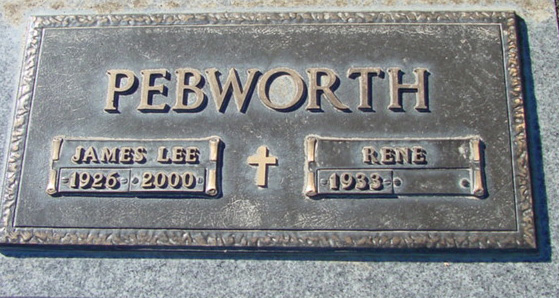 PEBWORTH
JAMES LEE
1926 2000
RENE
1933